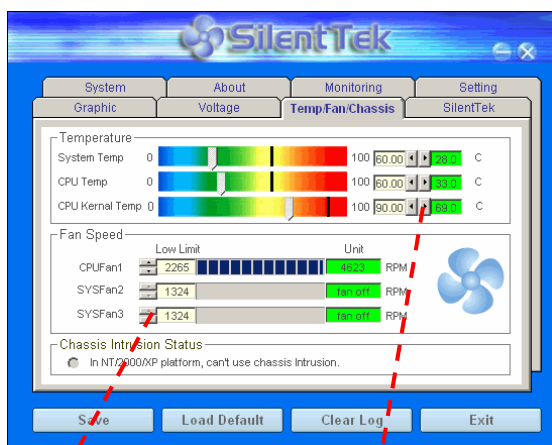 SilentTek
System About Monitoring Setting
Graphic Voltage Temp/Fan/Chassis SilentTek
Temperature
System Temp 0 100 60.00 28.0 C
CPU Temp 0 100 60.00 33.0 C
CPU Kernal Temp 0 100 90.00 69.0 C
Fan Speed
Low Limit Unit
CPUFan1 2265 4623 RPM
SYSFan2 1324 fan off RPM
SYSFan3 1324 fan off RPM
Chassis Intrusion Status
In NT/2000/XP platform, can't use chassis Intrusion.
Save Load Default Clear Log Exit